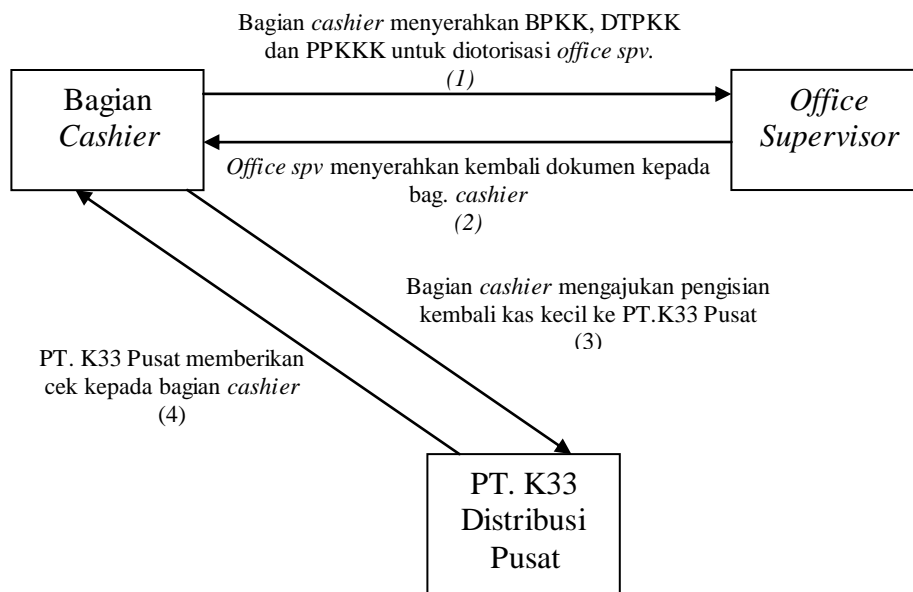 Bagian cashier menyerahkan BPKK, DTPKK
dan PPKKK untuk diotorisasi office spv.
(1)
Bagian
Cashier
Office
Supervisor
Office spv menyerahkan kembali dokumen kepada
bag. cashier
(2)
Bagian cashier mengajukan pengisian
kembali kas kecil ke PT.K33 Pusat
(3)
PT. K33 Pusat memberikan
cek kepada bagian cashier
(4)
PT. K33
Distribusi
Pusat